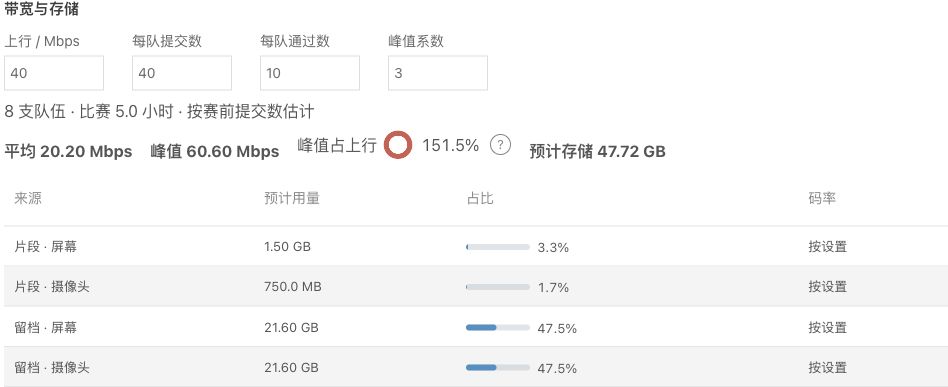 带宽与存储
上行 / Mbps 每队提交数 每队通过数 峰值系数
40 40 10 3
8 支队伍 · 比赛 5.0 小时 · 按赛前提交数估计
平均 20.20 Mbps 峰值 60.60 Mbps 峰值占上行 151.5% ? 预计存储 47.72 GB
来源 预计用量 占比 码率
片段 · 屏幕 1.50 GB 3.3% 按设置
片段 · 摄像头 750.0 MB 1.7% 按设置
留档 · 屏幕 21.60 GB 47.5% 按设置
留档 · 摄像头 21.60 GB 47.5% 按设置